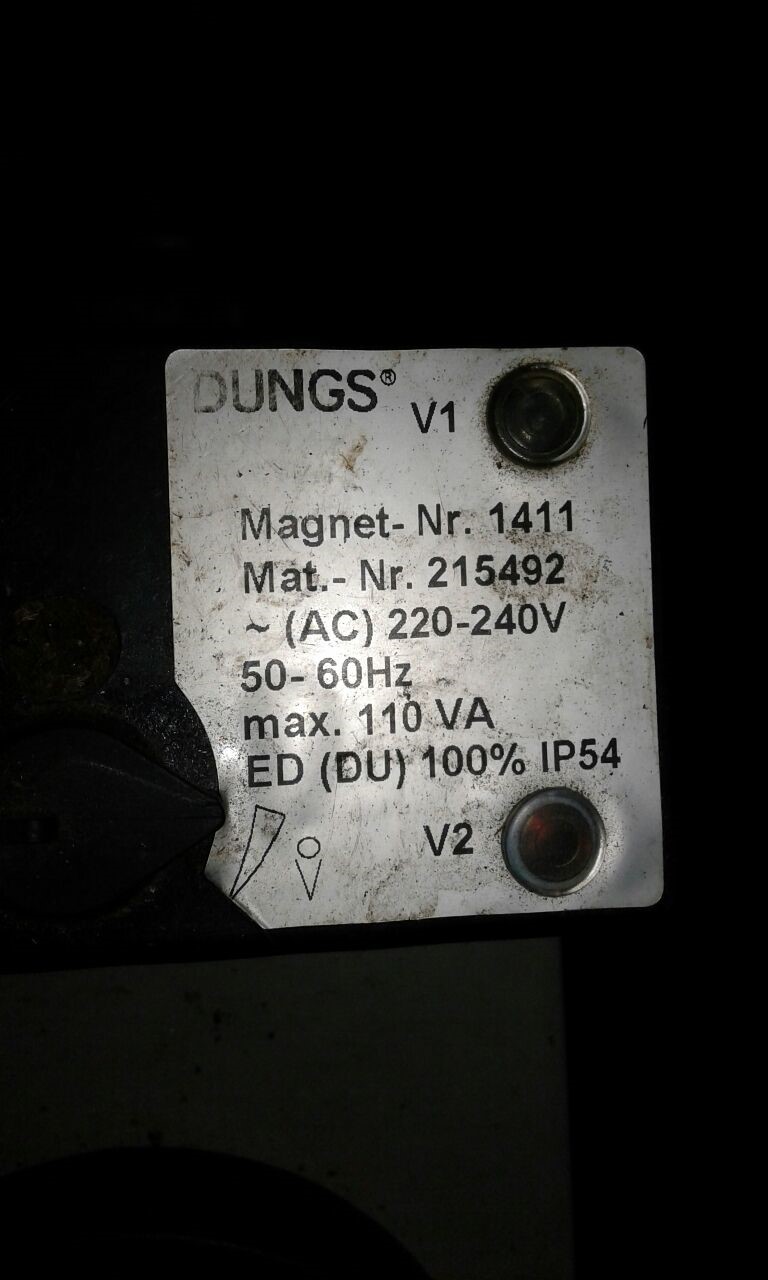 DUNGS®
V1
Magnet- Nr. 1411
Mat.- Nr. 215492
~ (AC) 220-240V
50- 60Hz
max. 110 VA
ED (DU) 100% IP54
V2